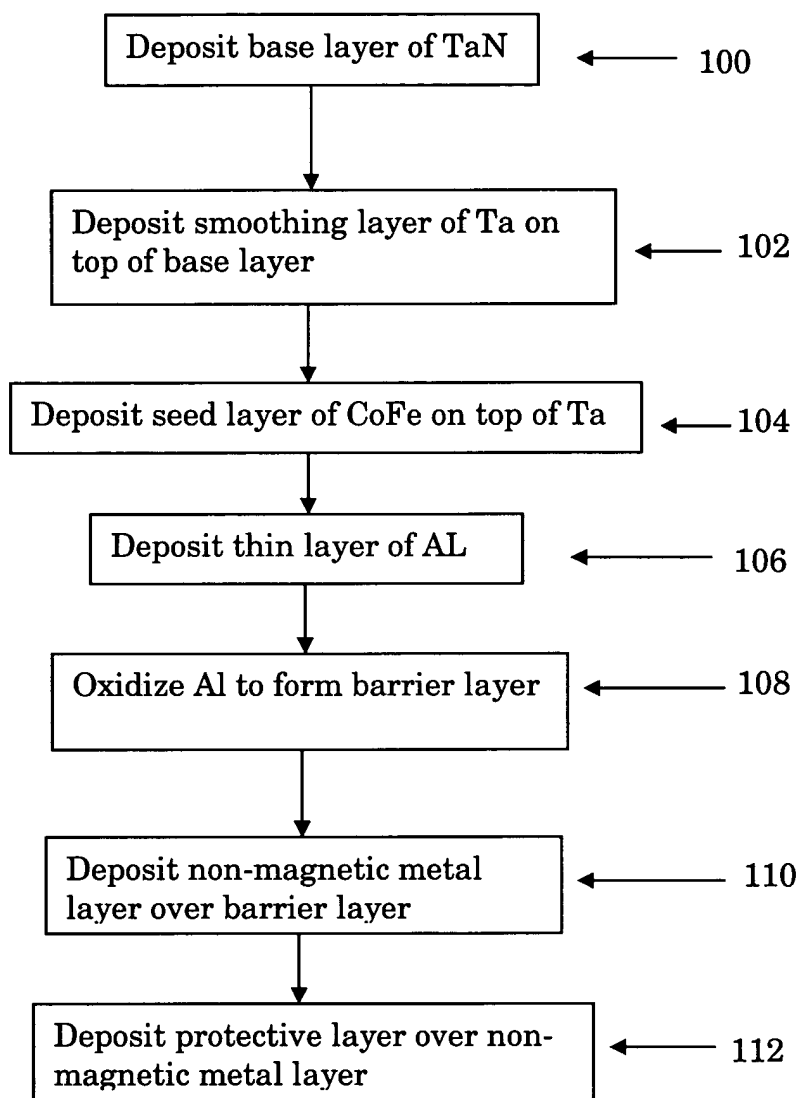 Deposit base layer of TaN
100
Deposit smoothing layer of Ta on
top of base layer
102
Deposit seed layer of CoFe on top of Ta
104
Deposit thin layer of AL
106
Oxidize Al to form barrier layer
108
Deposit non-magnetic metal
layer over barrier layer
110
Deposit protective layer over non-
magnetic metal layer
112